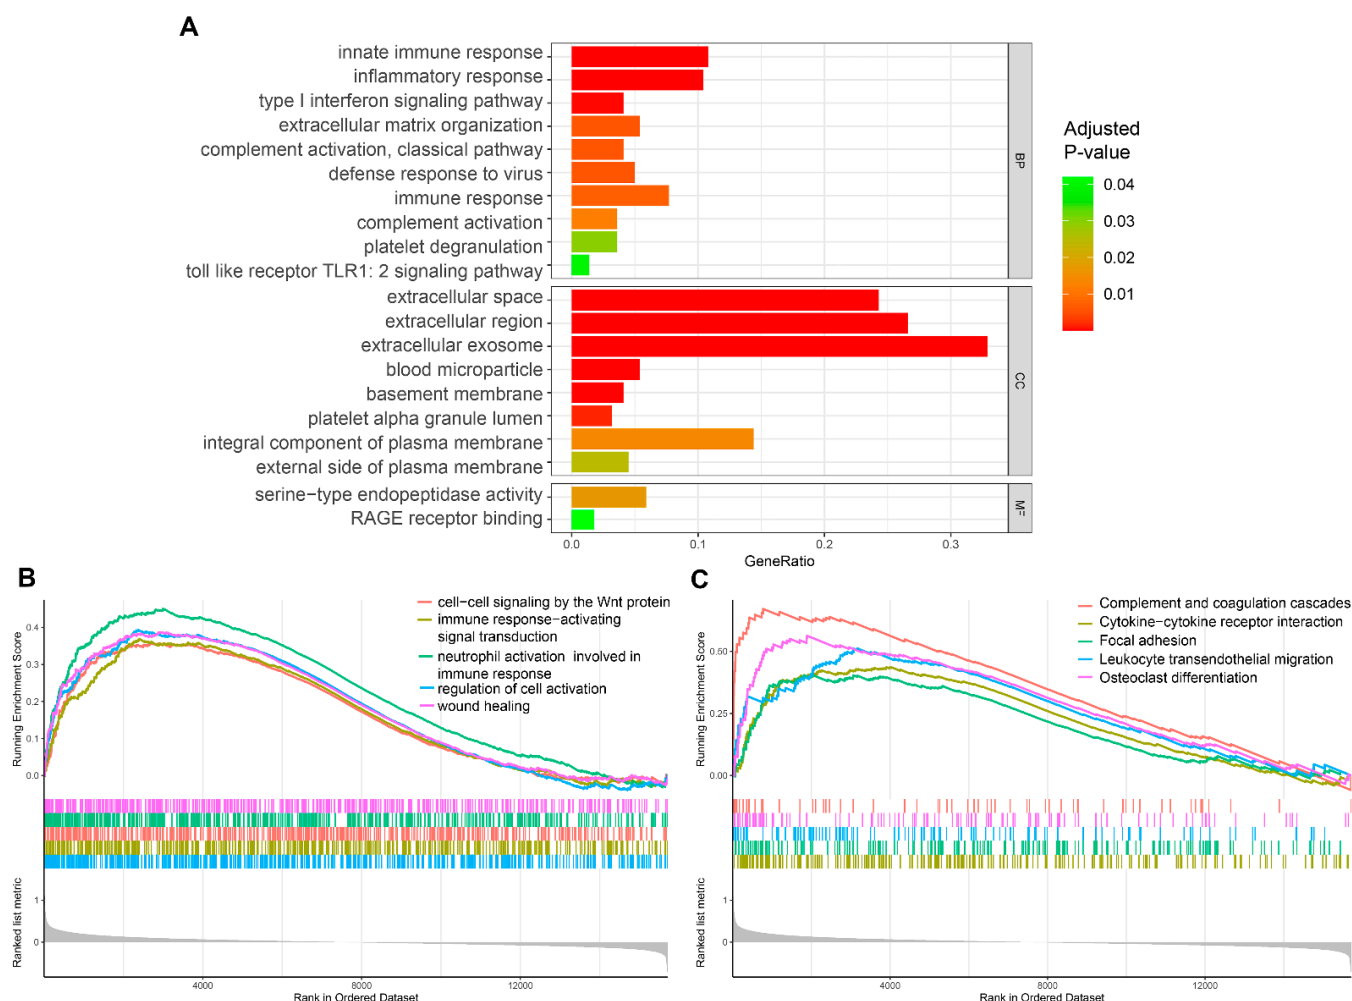 A
innate immune response
inflammatory response
type I interferon signaling pathway
extracellular matrix organization
complement activation, classical pathway
defense response to virus
immune response
complement activation
platelet degranulation
toll like receptor TLR1: 2 signaling pathway
BP
extracellular space
extracellular region
extracellular exosome
blood microparticle
basement membrane
platelet alpha granule lumen
integral component of plasma membrane
external side of plasma membrane
CC
serine−type endopeptidase activity
RAGE receptor binding
MF
0.0 0.1 0.2 0.3
GeneRatio
Adjusted
P-value
0.04
0.03
0.02
0.01
B
cell−cell signaling by the Wnt protein
immune response−activating
signal transduction
neutrophil activation involved in
immune response
regulation of cell activation
wound healing
Running Enrichment Score
0.4
0.3
0.2
0.1
0.0
Ranked list metric
1
0
4000 8000 12000
Rank in Ordered Dataset
C
Complement and coagulation cascades
Cytokine−cytokine receptor interaction
Focal adhesion
Leukocyte transendothelial migration
Osteoclast differentiation
Running Enrichment Score
0.50
0.25
0.00
Ranked list metric
1
0
4000 8000 12000
Rank in Ordered Dataset